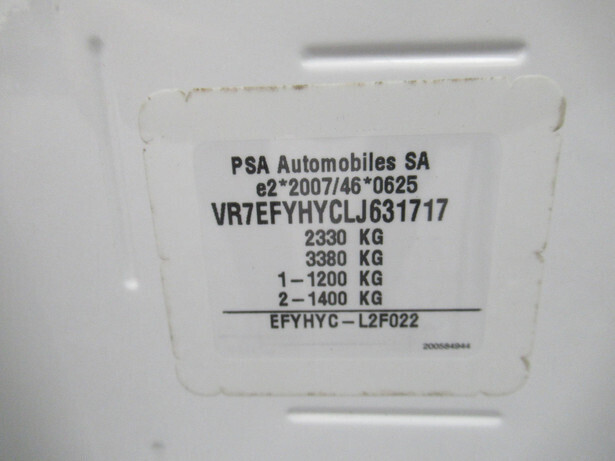 PSA Automobiles SA
e2*2007/46*0625
VR7EFYHYCLJ631717
2330 KG
3380 KG
1-1200 KG
2-1400 KG
EFYHYC-L2F022
200584944